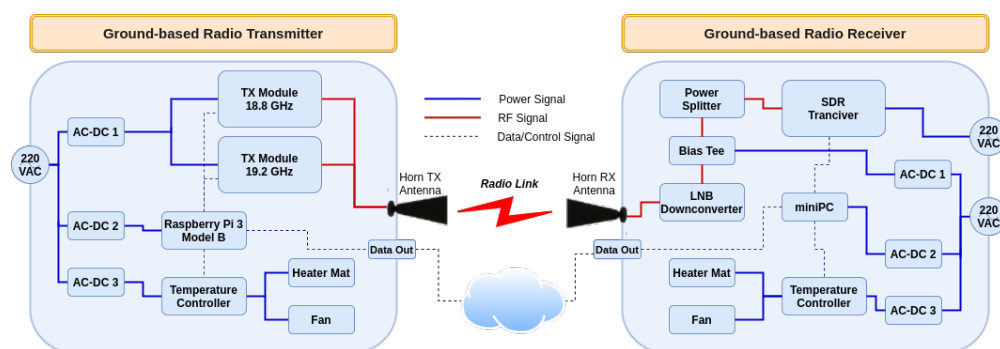 Ground-based Radio Transmitter
Ground-based Radio Receiver
TX Module
18.8 GHz
AC-DC 1
220
VAC
TX Module
19.2 GHz
AC-DC 2
Raspberry Pi 3
Model B
AC-DC 3
Temperature
Controller
Heater Mat
Fan
Data Out
Horn TX
Antenna
Power Signal
RF Signal
Data/Control Signal
Radio Link
Horn RX
Antenna
Data Out
Power
Splitter
SDR
Tranciver
220
VAC
Bias Tee
AC-DC 1
LNB
Downconverter
miniPC
220
VAC
AC-DC 2
Heater Mat
Temperature
Controller
Fan
AC-DC 3